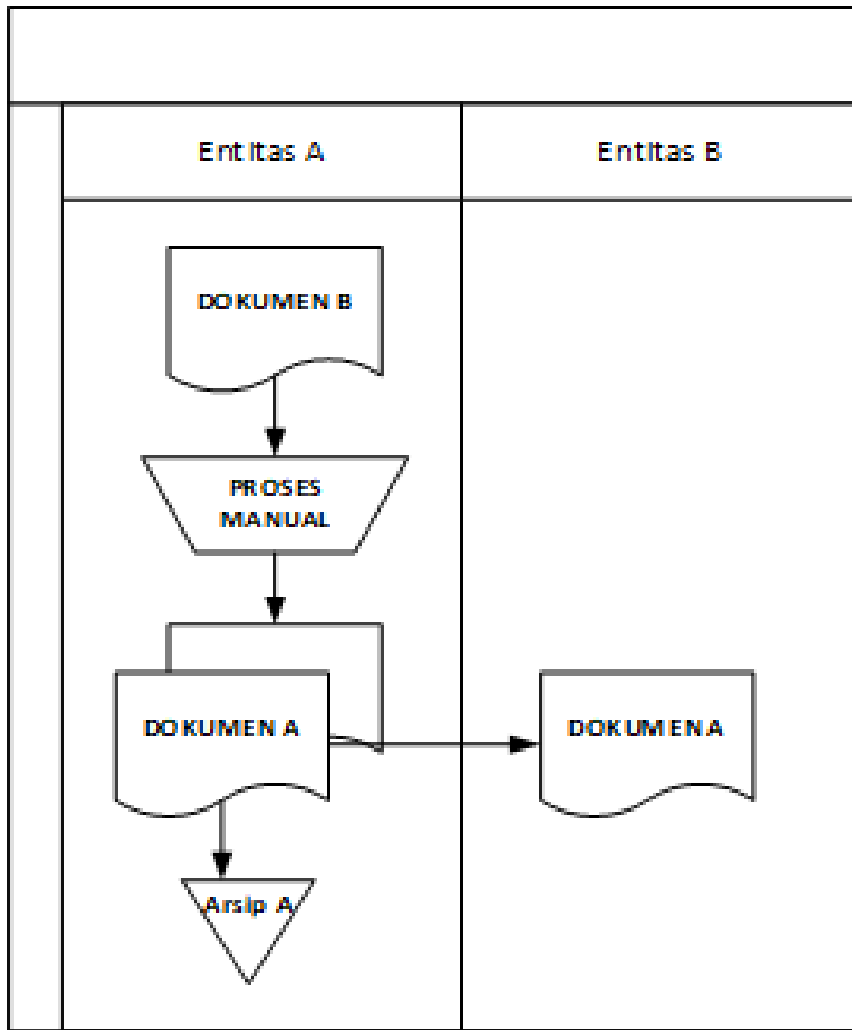 Entitas A
Entitas B
DOKUMEN B
PROSES
MANUAL
DOKUMEN A
DOKUMEN A
Arsip A